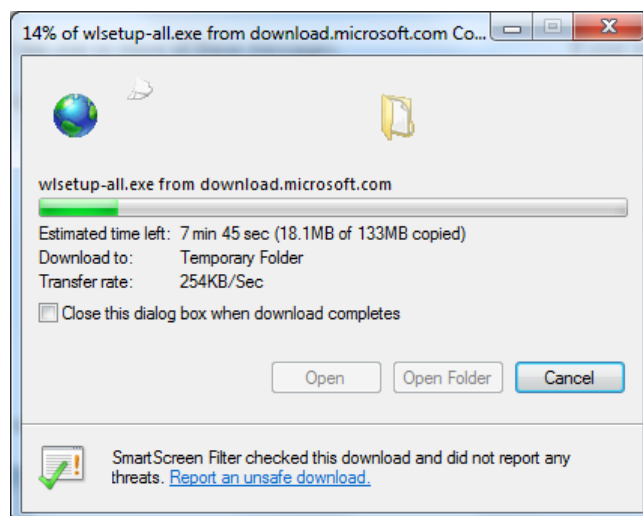 14% of wlsetup-all.exe from download.microsoft.com Co...
wlsetup-all.exe from download.microsoft.com
Estimated time left: 7 min 45 sec (18.1MB of 133MB copied)
Download to: Temporary Folder
Transfer rate: 254KB/Sec
Close this dialog box when download completes
Open Open Folder Cancel
SmartScreen Filter checked this download and did not report any
threats. Report an unsafe download.